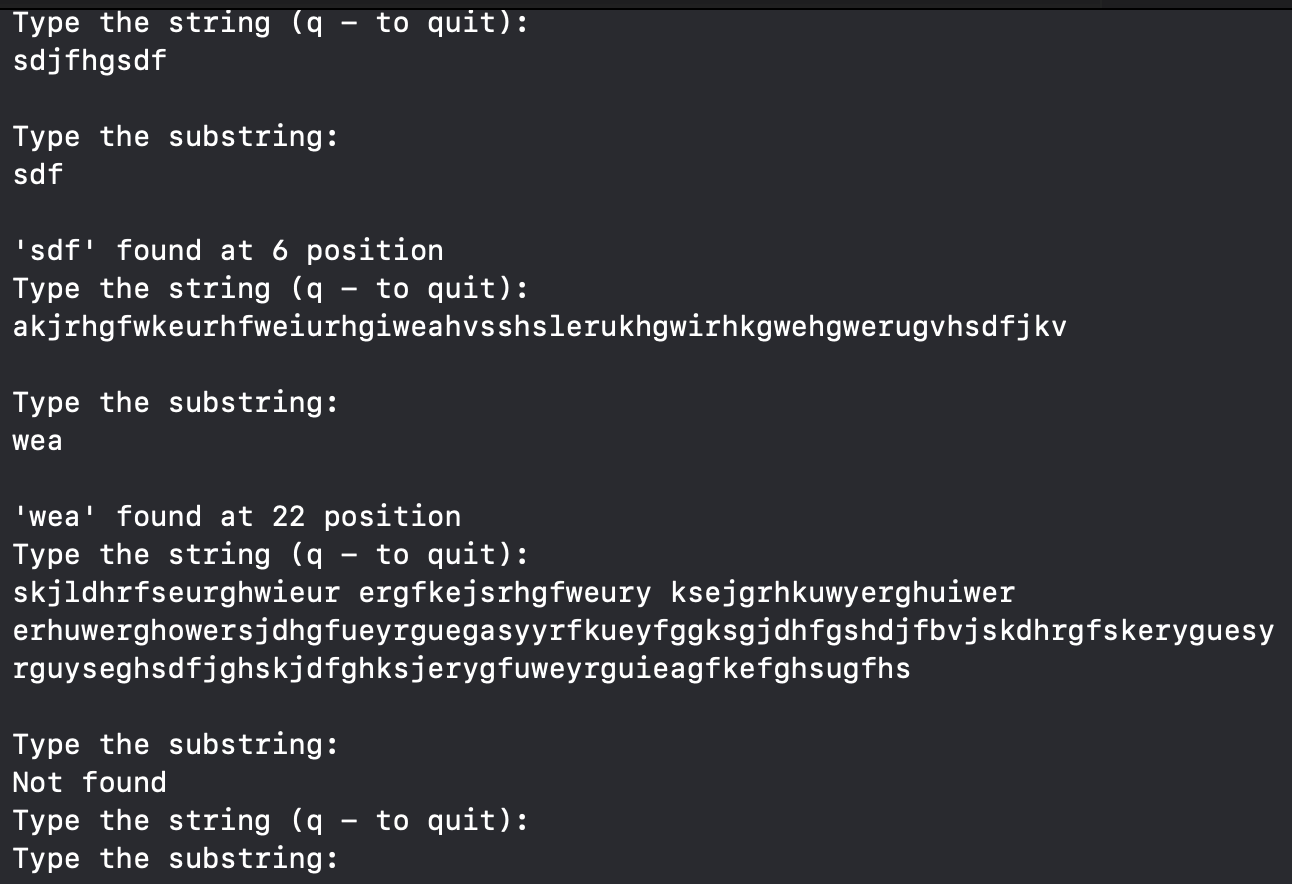 Type the string (q – to quit):
sdjfhgsdf
Type the substring:
sdf
'sdf' found at 6 position
Type the string (q – to quit):
akjrhgfwkeurhfweiurhgiweahvsshslerukhgwirhkgwehgwerugvhsdfjkv
Type the substring:
wea
'wea' found at 22 position
Type the string (q – to quit):
skjldhrfseurghwieur ergfkejsrhgfweury ksejgrhkuwyerghuiwer
erhuwerghowersjdhgfueyrguegasyyrfkueyfggksgjdhfgshdjfbvjskdhrgfskeryguesy
rguyseghsdfjghskjdfghksjerygfuweyrguieagfkefghsugfhs
Type the substring:
Not found
Type the string (q – to quit):
Type the substring: